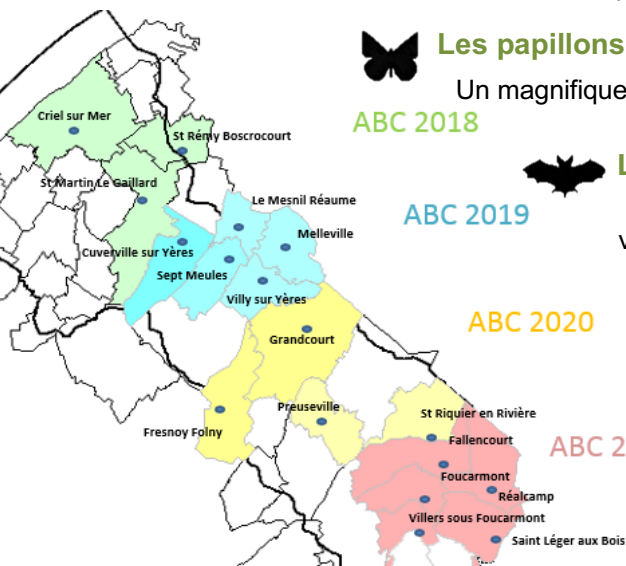 Les papillons
Un magnifique
Criel sur Mer
ABC 2018
St Rémy Boscrocourt
L
St Martin Le Gaillard
Le Mesnil Réaume
ABC 2019
Melleville
v
Cuverville sur Yères
Sept Meules
Villy sur Yères
ABC 2020
Grandcourt
Preuseville
St Riquier en Rivière
Fresnoy Folny
Fallencourt
ABC 2
Foucarmont
Réalcamp
Villers sous Foucarmont
Saint Léger aux Bois